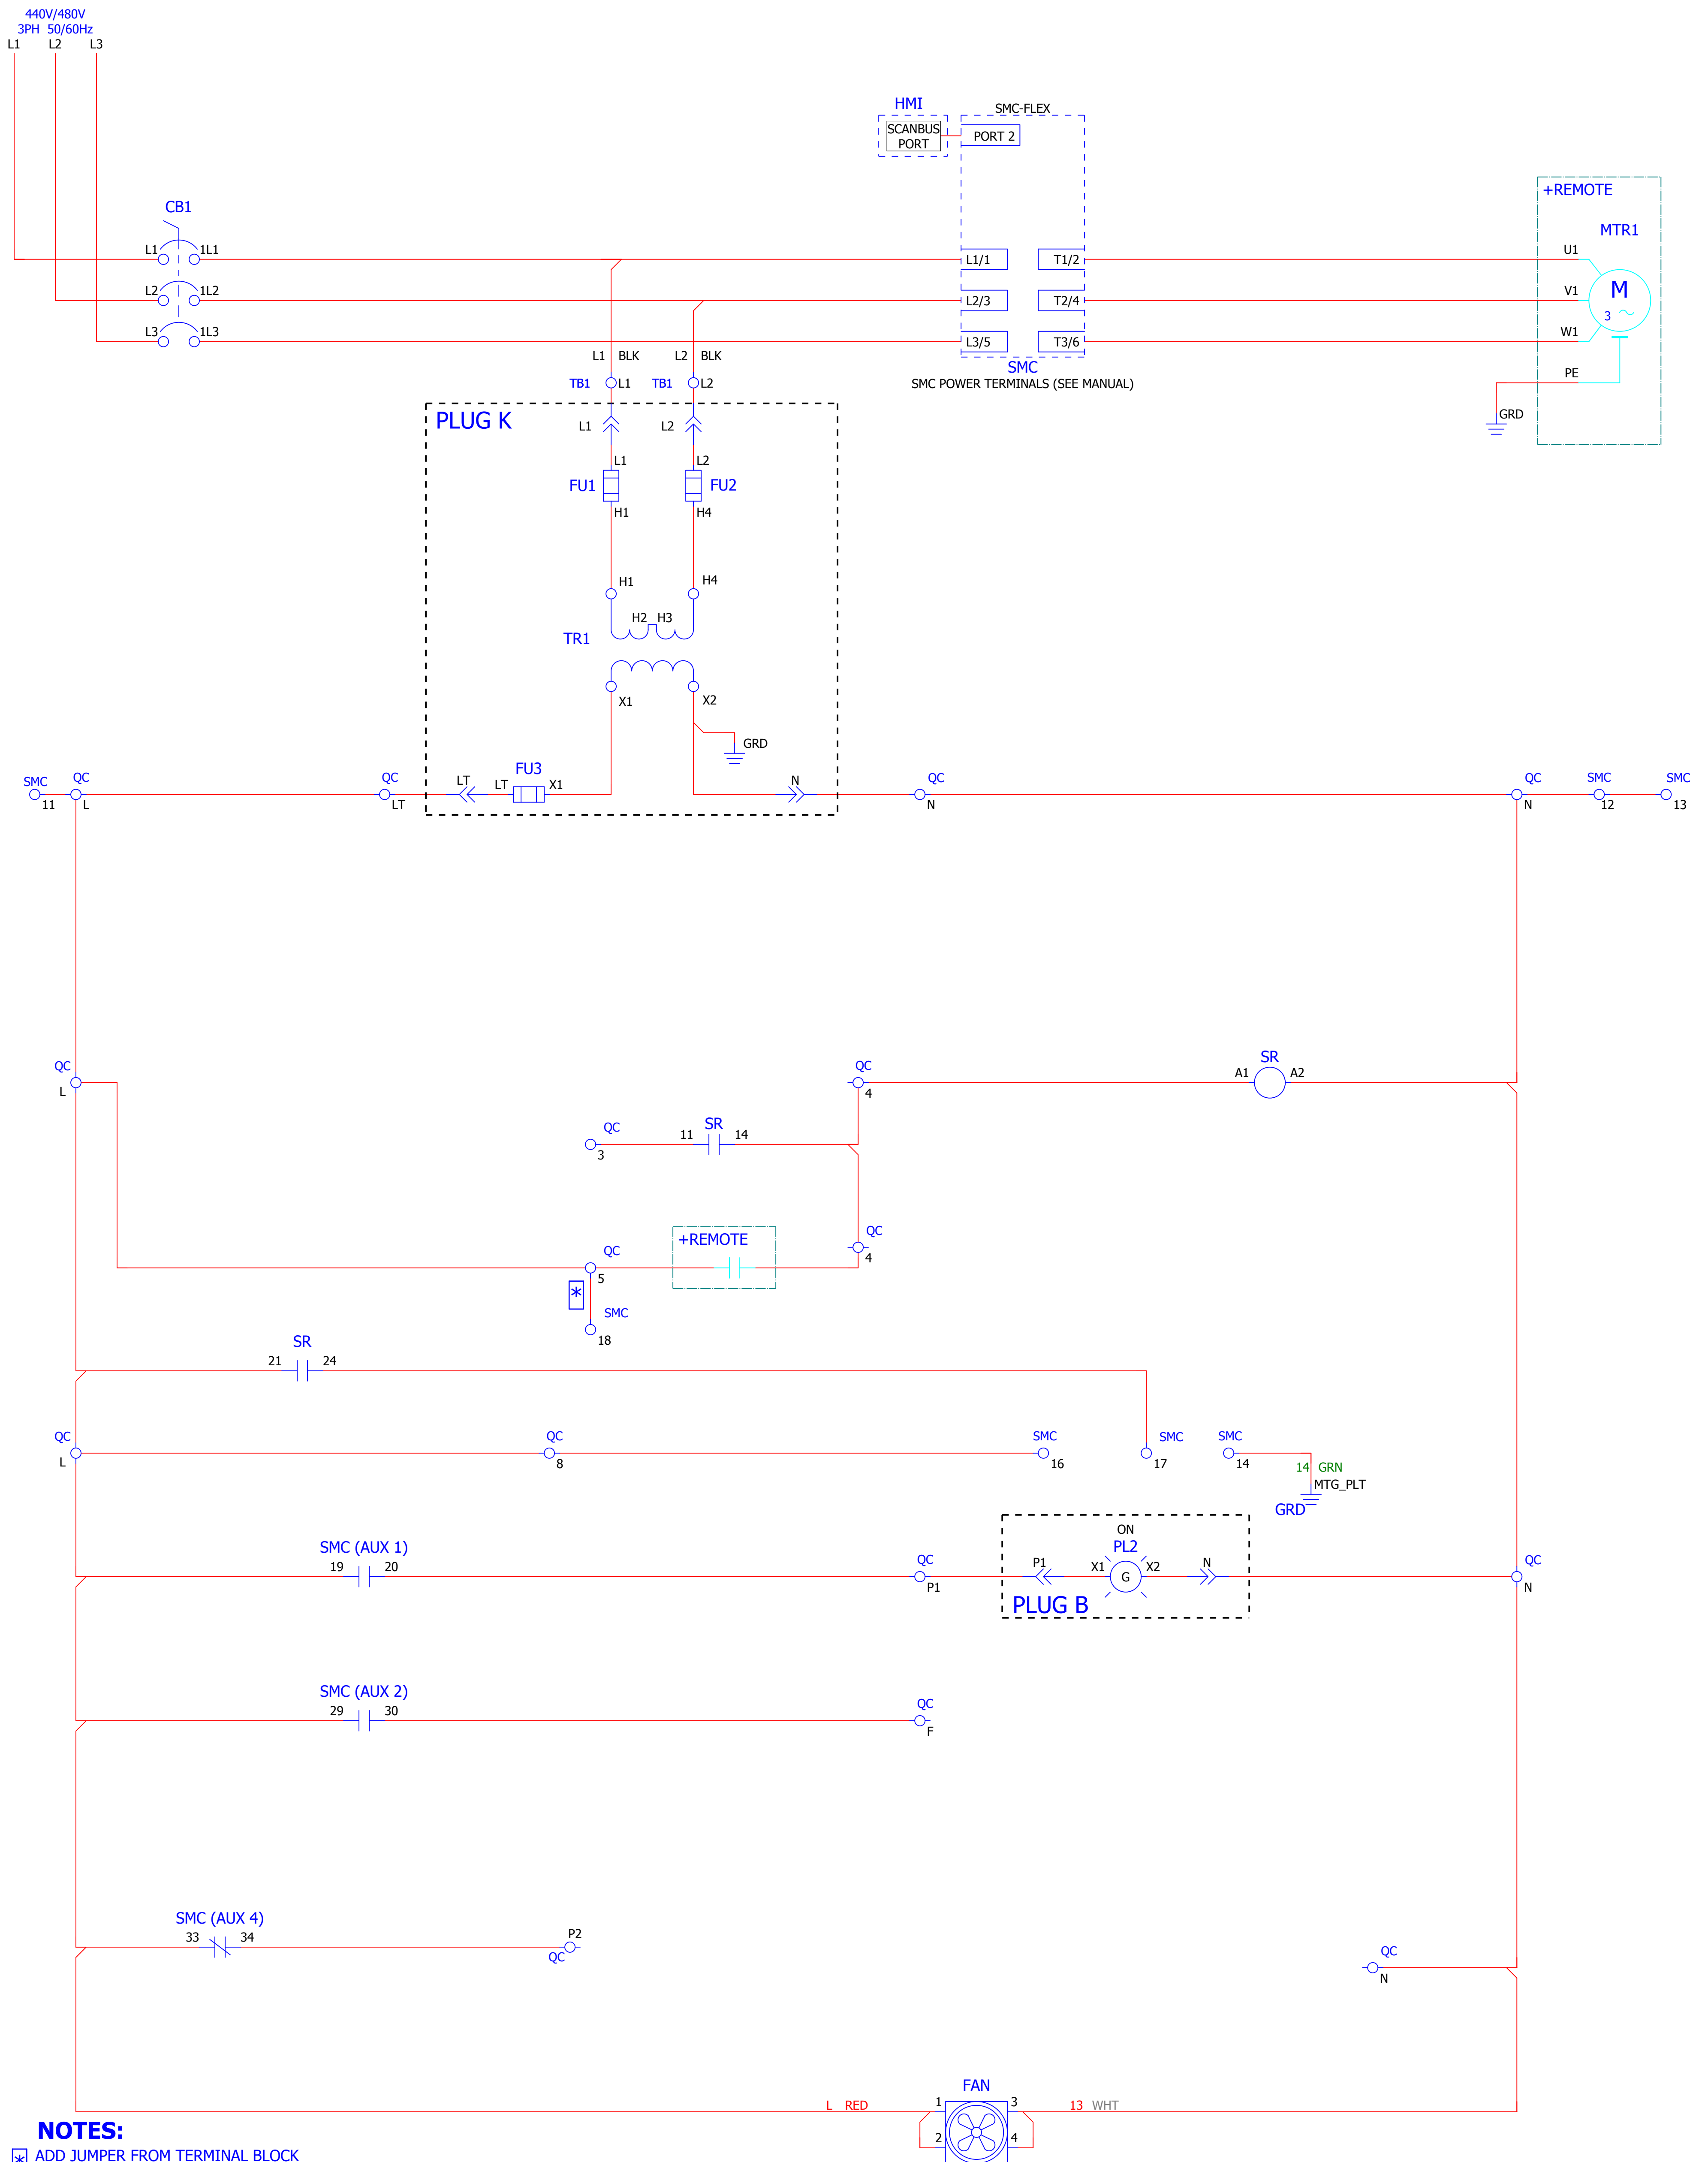 440V/480V
3PH 50/60Hz
L1 L2 L3
HMI
SCANBUS
PORT
SMC-FLEX
PORT 2
+REMOTE
MTR1
CB1
L1 1L1
L2 1L2
L3 1L3
L1/1 T1/2
L2/3 T2/4
L3/5 T3/6
SMC
SMC POWER TERMINALS (SEE MANUAL)
U1
V1
W1
PE
M
3
GRD
L1 BLK L2 BLK
TB1 L1 TB1 L2
PLUG K
L1 L2
L1 L2
FU1 FU2
H1 H4
H1 H4
H2 H3
TR1
X1 X2
GRD
FU3
SMC QC QC LT LT X1 N QC QC SMC SMC
11 L LT N N 12 13
QC QC SR
L 4 A1 A2
QC SR
3 11 14
QC +REMOTE QC
5 4
*
SMC
18
SR
21 24
QC QC SMC SMC SMC
L 8 16 17 14
14 GRN
MTG_PLT
GRD
SMC (AUX 1)
19 20
QC
P1
ON
PL2
P1 X1 G X2 N
PLUG B
QC
N
SMC (AUX 2)
29 30
QC
F
SMC (AUX 4)
33 34
P2
QC
QC
N
FAN
L RED 1 3 13 WHT
2 4
NOTES:
* ADD JUMPER FROM TERMINAL BLOCK